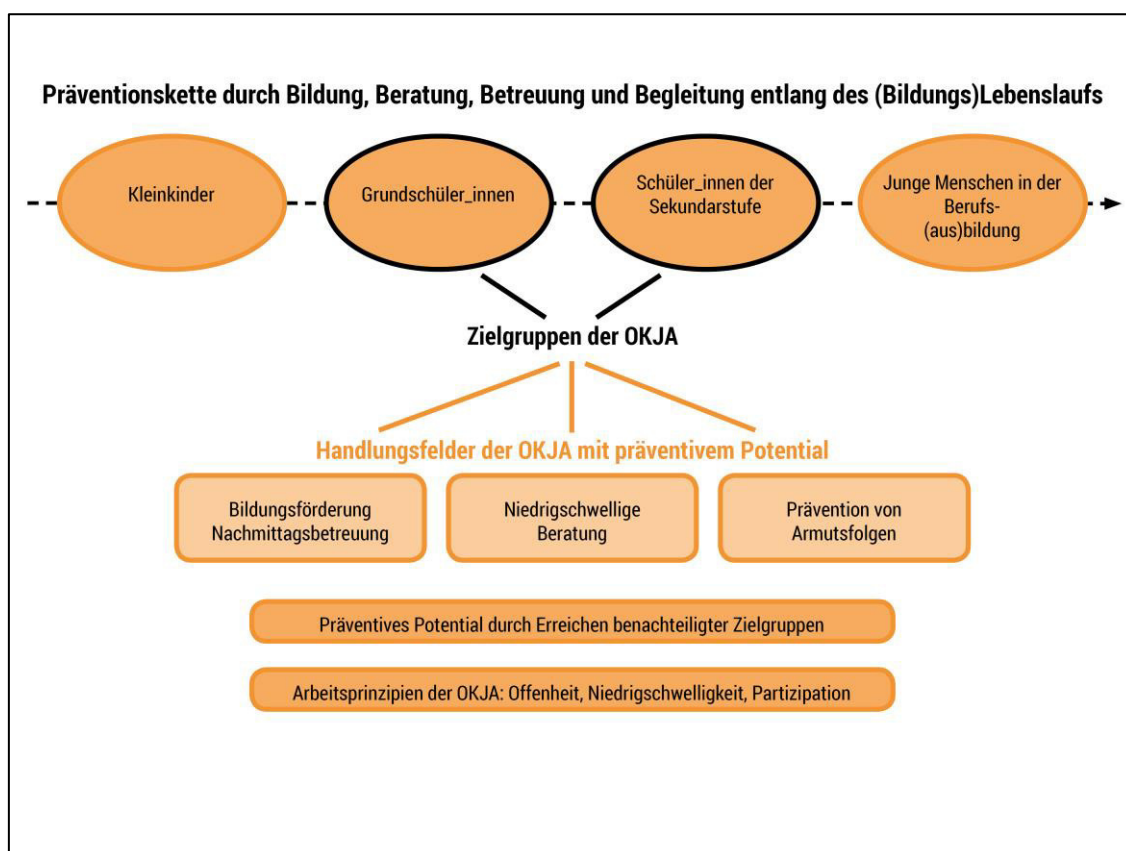 Präventionskette durch Bildung, Beratung, Betreuung und Begleitung entlang des (Bildungs)Lebenslaufs
Kleinkinder
Grundschüler_innen
Schüler_innen der
Sekundarstufe
Junge Menschen in der
Berufs-
(aus)bildung
Zielgruppen der OKJA
Handlungsfelder der OKJA mit präventivem Potential
Bildungsförderung
Nachmittagsbetreuung
Niedrigschwellige
Beratung
Prävention von
Armutsfolgen
Präventives Potential durch Erreichen benachteiligter Zielgruppen
Arbeitsprinzipien der OKJA: Offenheit, Niedrigschwelligkeit, Partizipation